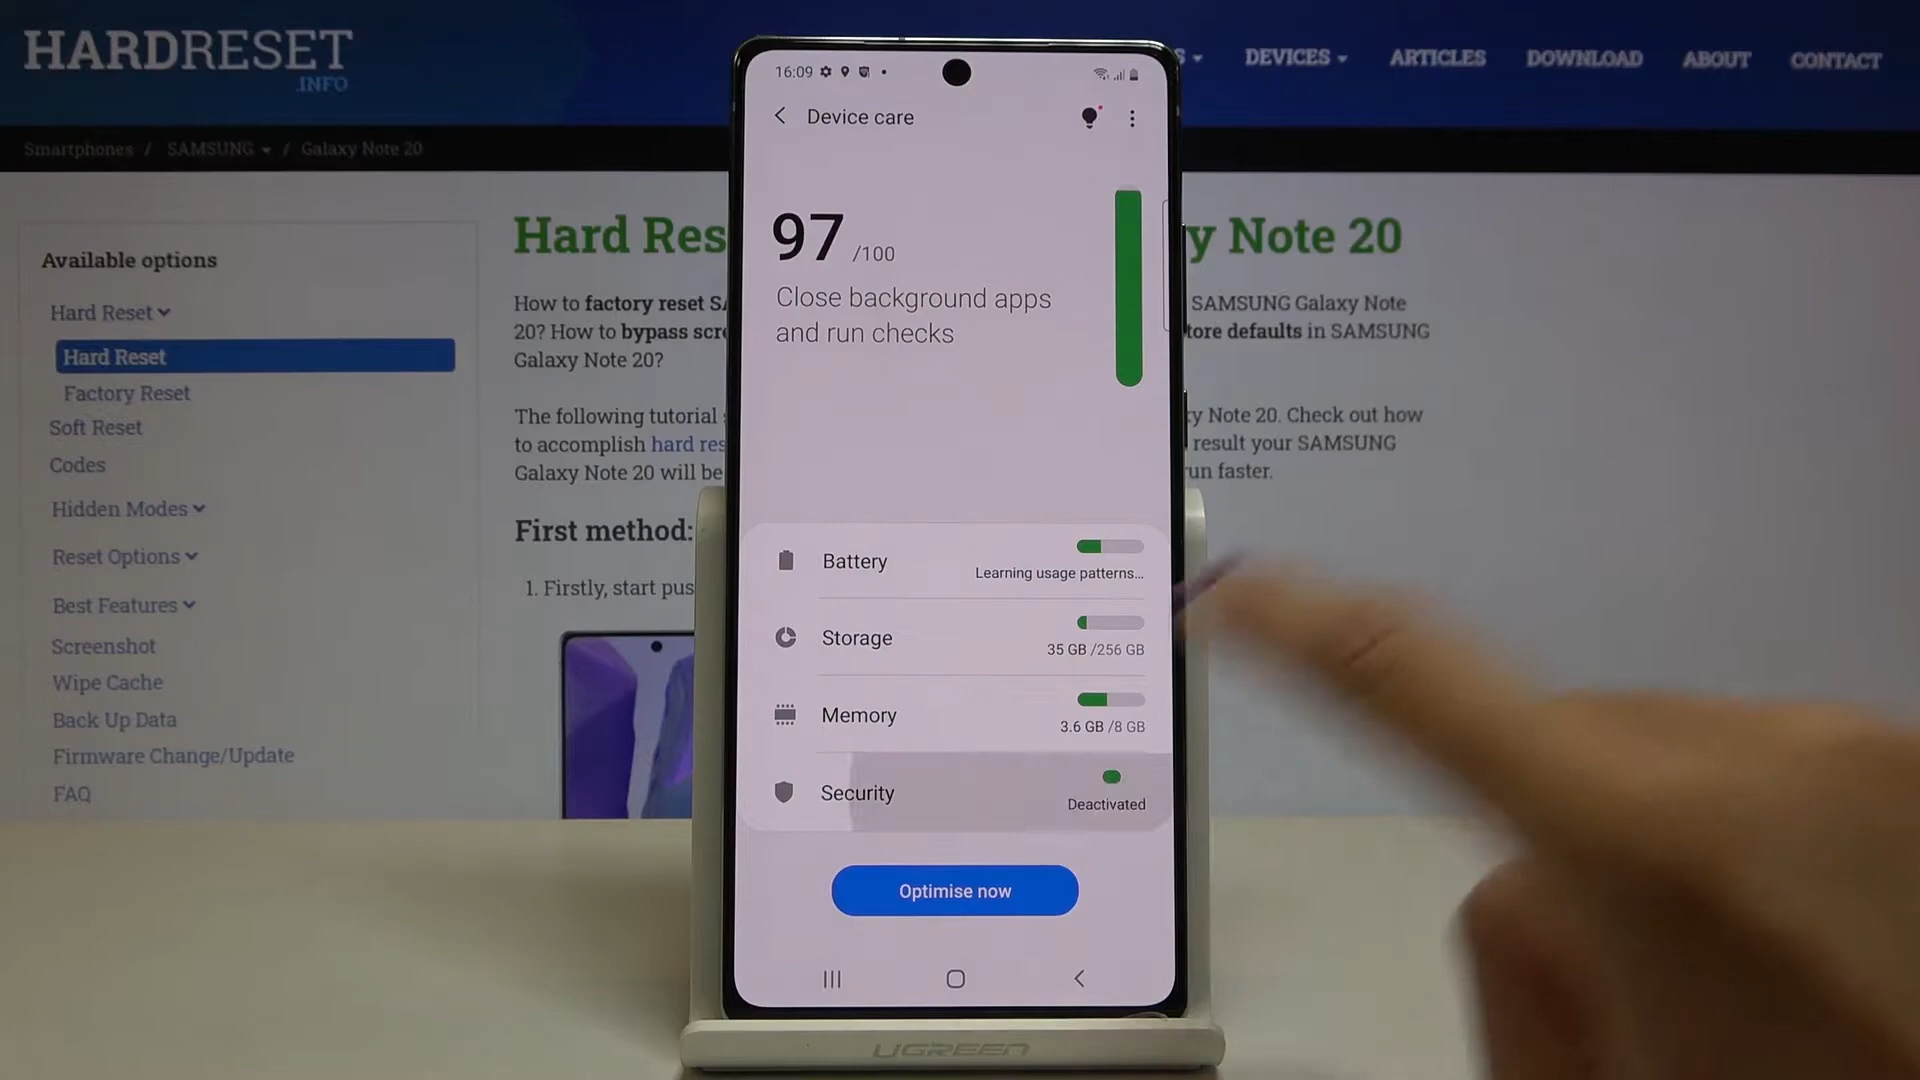 HARDRESET
.INFO
S
DEVICES
ARTICLES
DOWNLOAD
ABOUT
CONTACT
Smartphones / SAMSUNG / Galaxy Note 20
Available options
Hard Reset
Hard Reset
Factory Reset
Soft Reset
Codes
Hidden Modes
Reset Options
Best Features
Screenshot
Wipe Cache
Back Up Data
Firmware Change/Update
FAQ
Hard Res
y Note 20
How to factory reset SA
SAMSUNG Galaxy Note
20? How to bypass scre
tore defaults in SAMSUNG
Galaxy Note 20?
The following tutorial
y Note 20. Check out how
to accomplish hard res
result your SAMSUNG
Galaxy Note 20 will be
un faster.
First method:
1. Firstly, start pus
16:09
Device care
97 /100
Close background apps
and run checks
Battery
Learning usage patterns...
Storage
35 GB /256 GB
Memory
3.6 GB /8 GB
Security
Deactivated
Optimise now
UGREEN